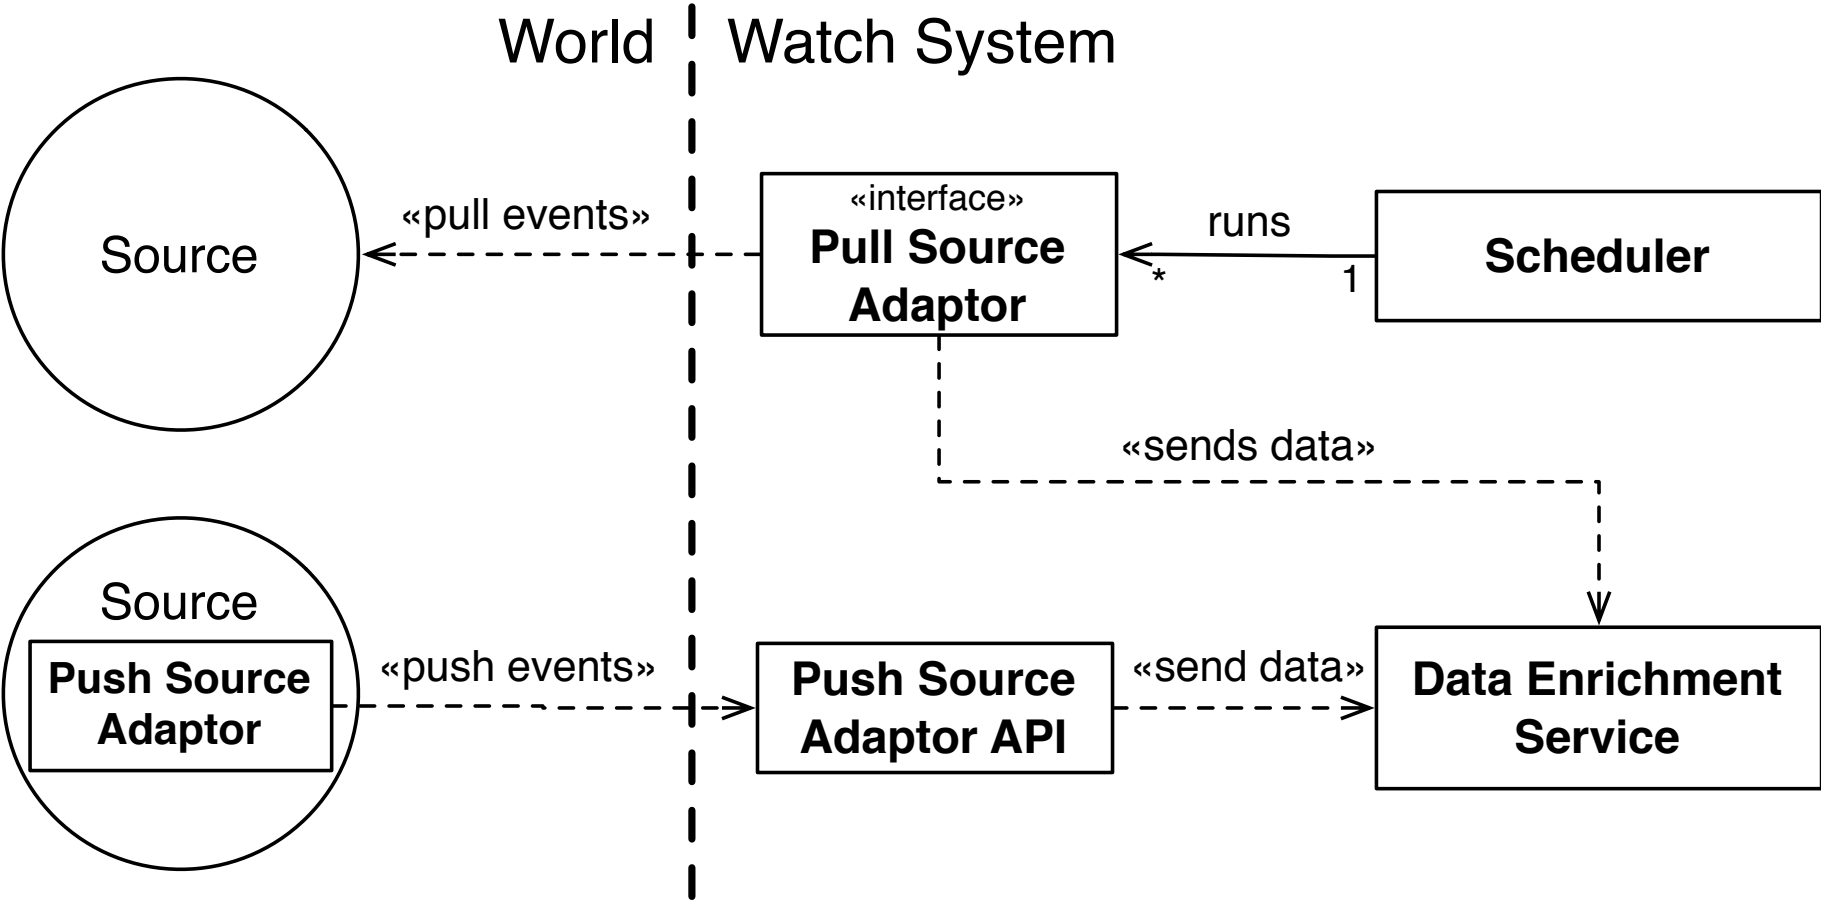 World
Watch System
Source
«pull events»
«interface»
Pull Source
Adaptor
runs
*
1
Scheduler
«sends data»
Source
Push Source
Adaptor
«push events»
Push Source
Adaptor API
«send data»
Data Enrichment
Service